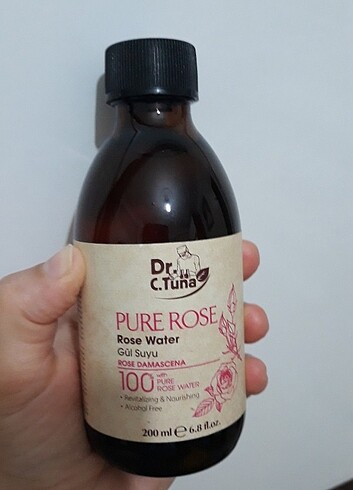 Dr.
C.Tuna
PURE ROSE
Rose Water
Gül Suyu
ROSE DAMASCENA
100% with PURE ROSE WATER
• Revitalizing & Nourishing
• Alcohol Free
200 ml ℮ 6.8 fl.oz.